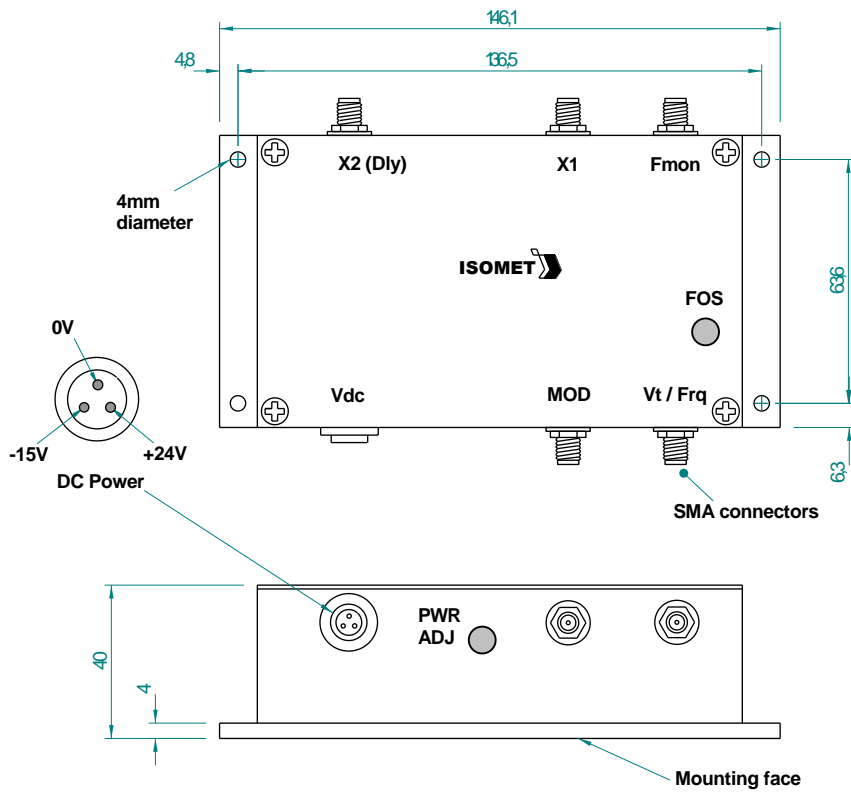 146,1
4,8
136,5
X2 (Dly)
X1
Fmon
4mm
diameter
ISOMET
63,6
FOS
0V
Vdc
MOD
Vt / Frq
-15V
+24V
DC Power
6,3
SMA connectors
PWR
ADJ
40
4
Mounting face